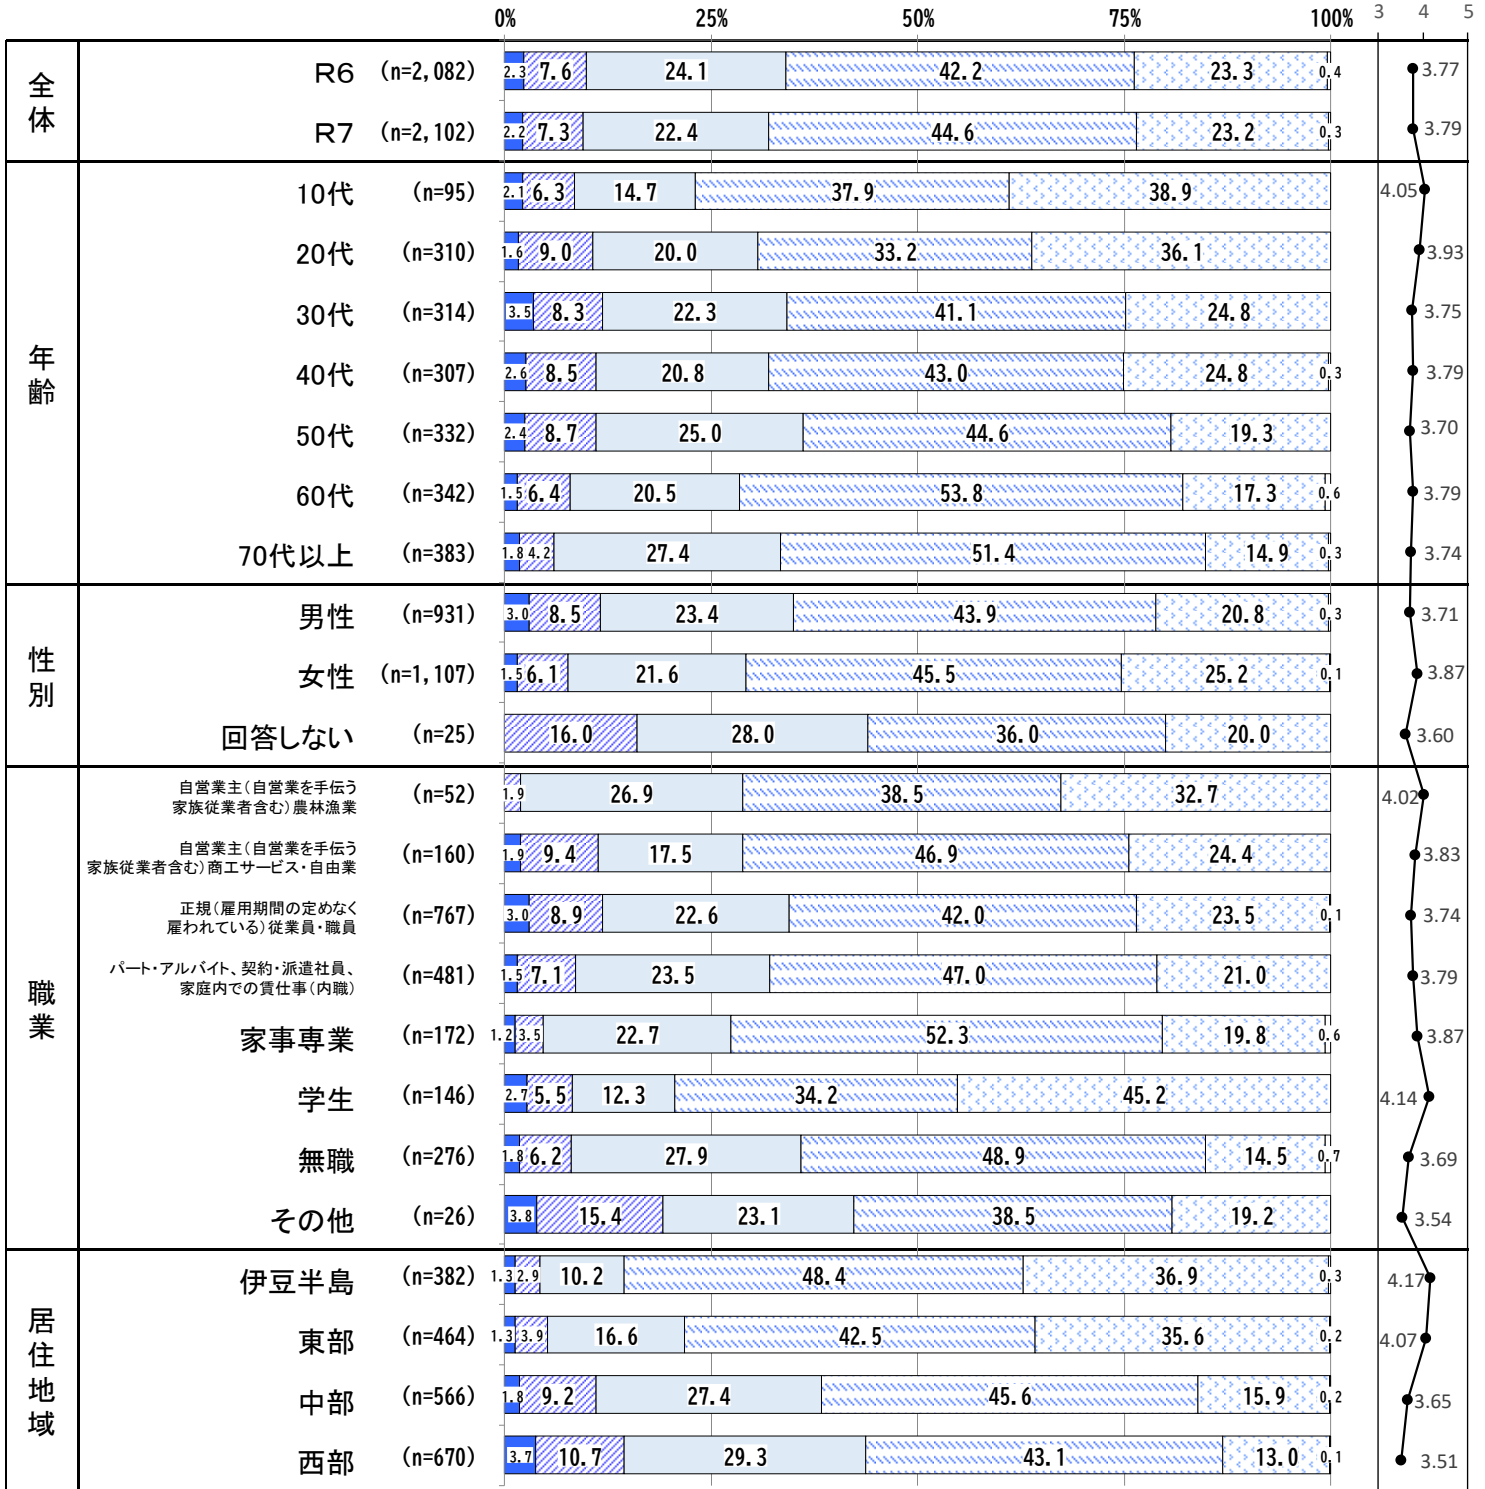 0% 25% 50% 75% 100% 3 4 5
全体
R6 (n=2,082) 2.3 7.6 24.1 42.2 23.3 0.4 3.77
R7 (n=2,102) 2.2 7.3 22.4 44.6 23.2 0.3 3.79
年齢
10代 (n=95) 2.1 6.3 14.7 37.9 38.9 4.05
20代 (n=310) 1.6 9.0 20.0 33.2 36.1 3.93
30代 (n=314) 3.5 8.3 22.3 41.1 24.8 3.75
40代 (n=307) 2.6 8.5 20.8 43.0 24.8 0.3 3.79
50代 (n=332) 2.4 8.7 25.0 44.6 19.3 3.70
60代 (n=342) 1.5 6.4 20.5 53.8 17.3 0.6 3.79
70代以上 (n=383) 1.8 4.2 27.4 51.4 14.9 0.3 3.74
性別
男性 (n=931) 3.0 8.5 23.4 43.9 20.8 0.3 3.71
女性 (n=1,107) 1.5 6.1 21.6 45.5 25.2 0.1 3.87
回答しない (n=25) 16.0 28.0 36.0 20.0 3.60
職業
自営業主(自営業を手伝う
家族従業者含む)農林漁業 (n=52) 1.9 26.9 38.5 32.7 4.02
自営業主(自営業を手伝う
家族従業者含む)商工サービス・自由業 (n=160) 1.9 9.4 17.5 46.9 24.4 3.83
正規(雇用期間の定めなく
雇われている)従業員・職員 (n=767) 3.0 8.9 22.6 42.0 23.5 0.1 3.74
パート・アルバイト、契約・派遣社員、
家庭内での賃仕事(内職) (n=481) 1.5 7.1 23.5 47.0 21.0 3.79
家事専業 (n=172) 1.2 3.5 22.7 52.3 19.8 0.6 3.87
学生 (n=146) 2.7 5.5 12.3 34.2 45.2 4.14
無職 (n=276) 1.8 6.2 27.9 48.9 14.5 0.7 3.69
その他 (n=26) 3.8 15.4 23.1 38.5 19.2 3.54
居住地域
伊豆半島 (n=382) 1.3 2.9 10.2 48.4 36.9 0.3 4.17
東部 (n=464) 1.3 3.9 16.6 42.5 35.6 0.2 4.07
中部 (n=566) 1.8 9.2 27.4 45.6 15.9 0.2 3.65
西部 (n=670) 3.7 10.7 29.3 43.1 13.0 0.1 3.51